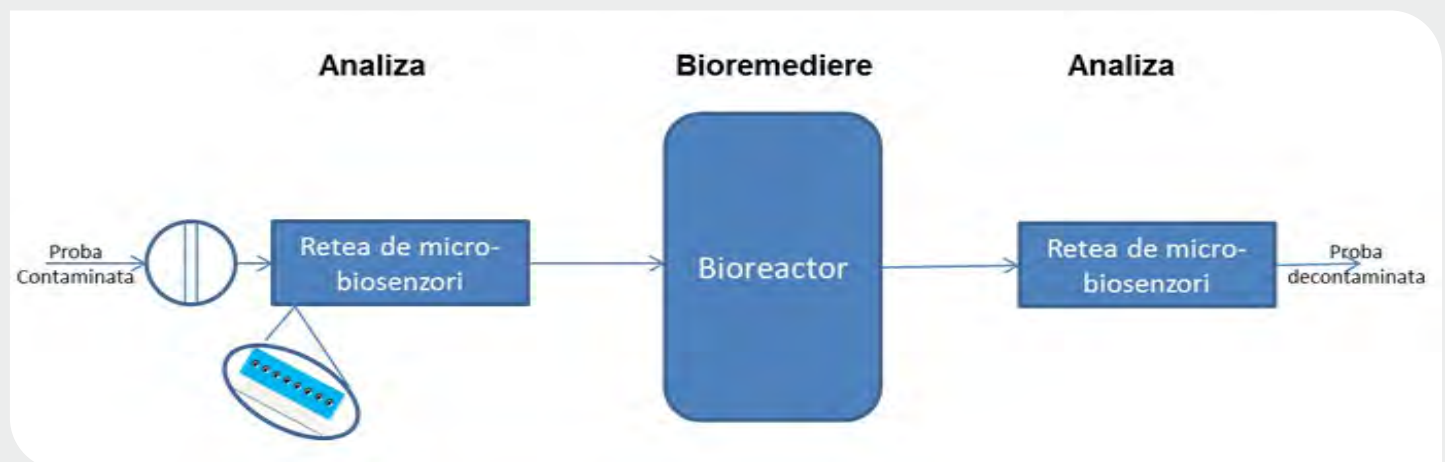 Analiza
Bioremediere
Analiza
Proba
Contaminata
Retea de micro-
biosenzori
Bioreactor
Retea de micro-
biosenzori
Proba
decontaminata